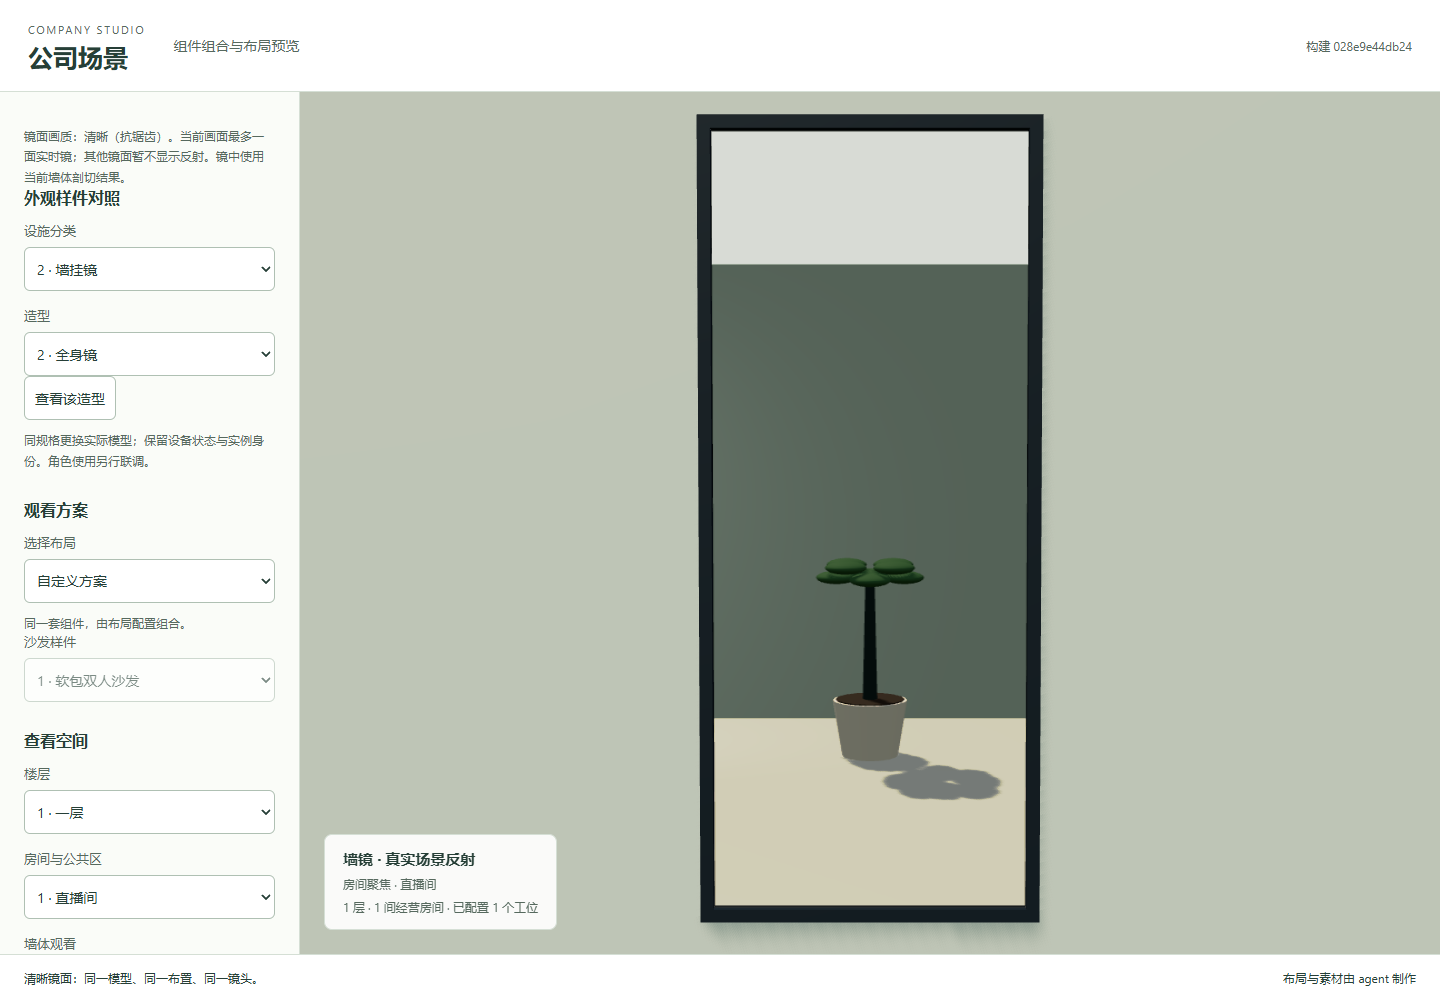 COMPANY STUDIO
公司场景
组件组合与布局预览
构建 028e9e44db24
镜面画质：清晰（抗锯齿）。当前画面最多一
面实时镜；其他镜面暂不显示反射。镜中使用
当前墙体剖切结果。
外观样件对照
设施分类
2 · 墙挂镜
造型
2 · 全身镜
查看该造型
同规格更换实际模型；保留设备状态与实例身
份。角色使用另行联调。
观看方案
选择布局
自定义方案
同一套组件，由布局配置组合。
沙发样件
1 · 软包双人沙发
查看空间
楼层
1 · 一层
房间与公共区
1 · 直播间
墙体观看
墙镜 · 真实场景反射
房间聚焦 · 直播间
1 层 · 1 间经营房间 · 已配置 1 个工位
清晰镜面：同一模型、同一布置、同一镜头。
布局与素材由 agent 制作